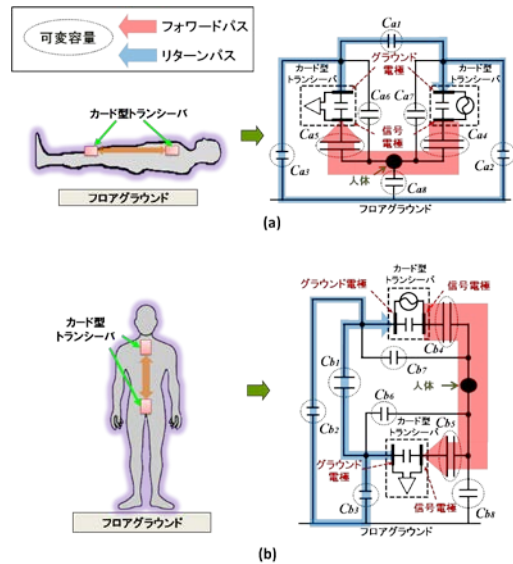 可変容量
フォワードパス
リターンパス
カード型トランシーバ
フロアグラウンド
Ca1
グラウンド
電極
カード型
トランシーバ
カード型
トランシーバ
Ca6
Ca7
Ca5
信号
電極
Ca4
Ca3
人体
Ca2
Ca8
フロアグラウンド
(a)
カード型
トランシーバ
フロアグラウンド
カード型
トランシーバ
グラウンド電極
信号電極
Cb4
Cb1
Cb7
人体
Cb2
Cb6
カード型
トランシーバ
Cb5
グラウンド
電極
Cb3
信号電極
Cb8
フロアグラウンド
(b)